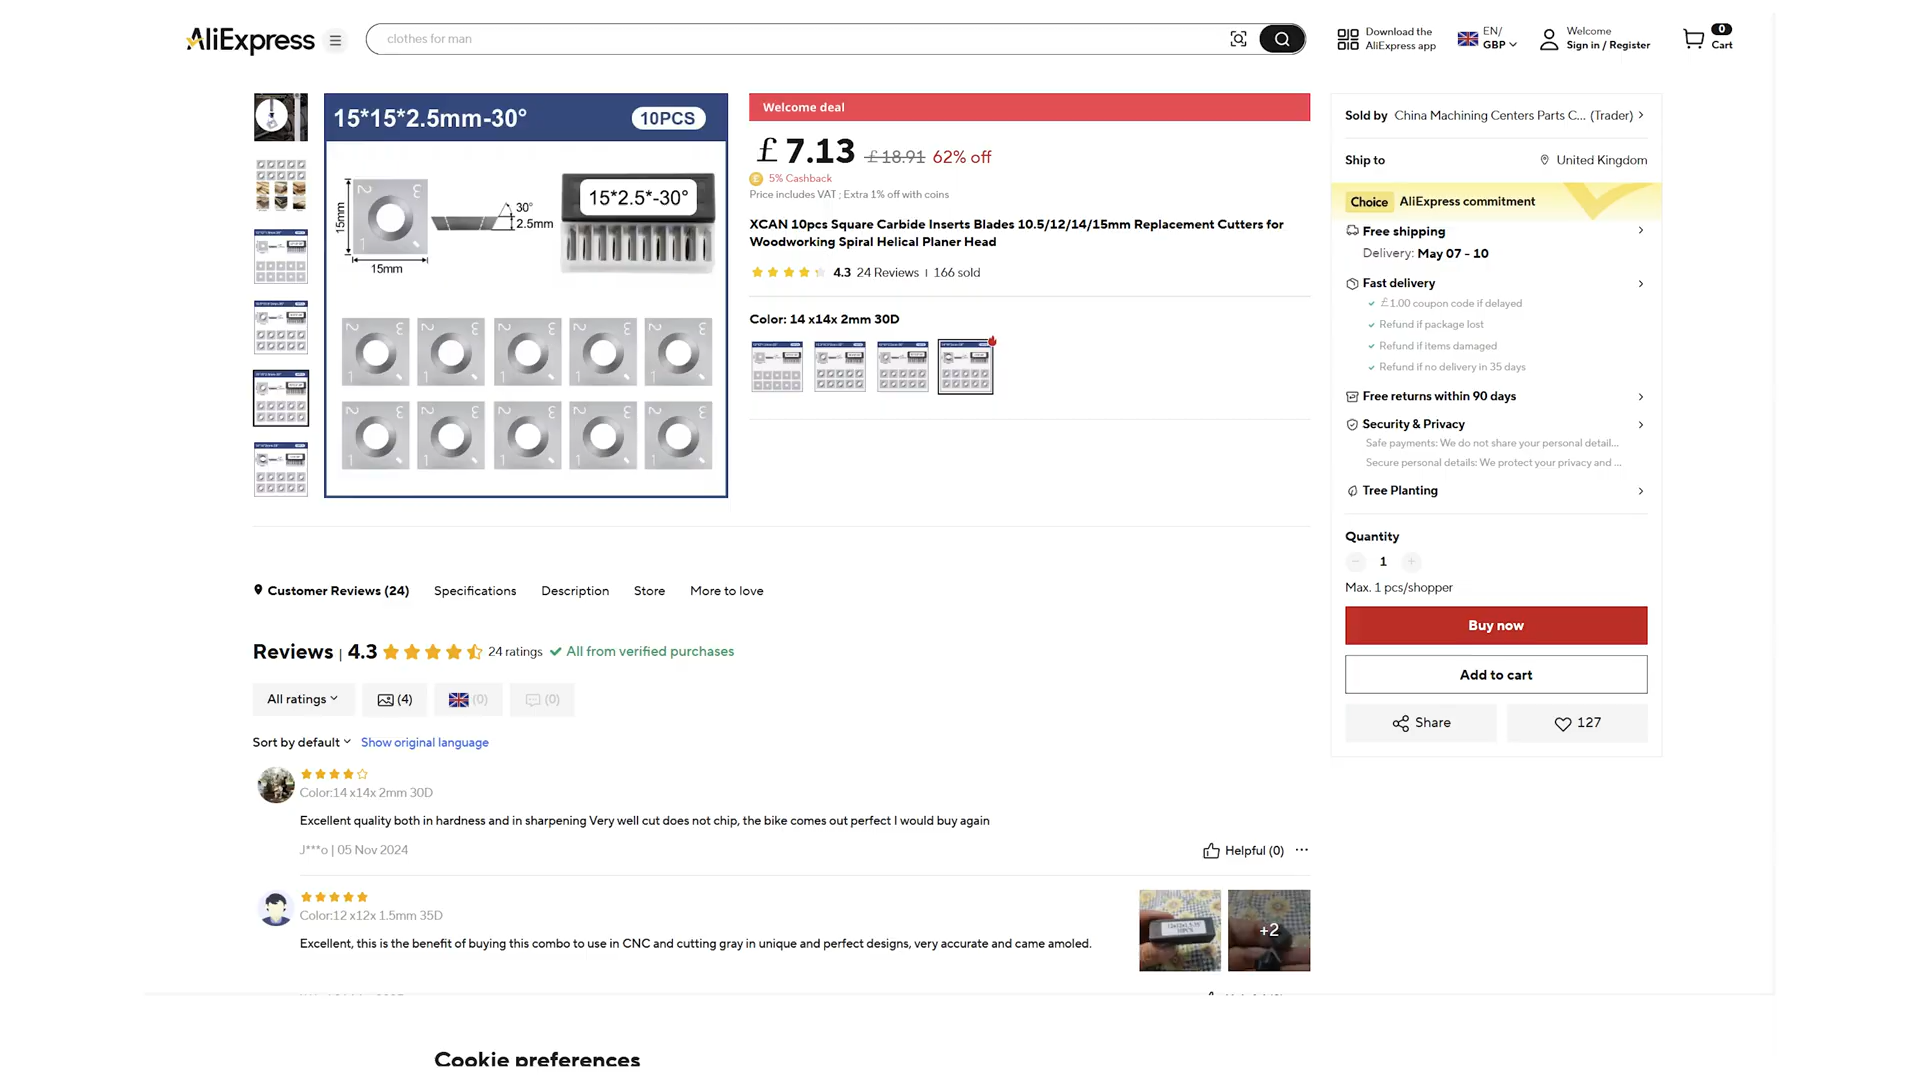 AliExpress
clothes for man
Download the
AliExpress app
EN/
GBP
Welcome
Sign in / Register
0
Cart
15*15*2.5mm-30°
10PCS
15mm
15mm
30°
2.5mm
15*2.5*-30°
Welcome deal
£7.13 £18.91 62% off
5% Cashback
Price includes VAT ; Extra 1% off with coins
XCAN 10pcs Square Carbide Inserts Blades 10.5/12/14/15mm Replacement Cutters for
Woodworking Spiral Helical Planer Head
4.3 24 Reviews | 166 sold
Color: 14 x14x 2mm 30D
Sold by China Machining Centers Parts C... (Trader)
Ship to United Kingdom
Choice AliExpress commitment
Free shipping
Delivery: May 07 - 10
Fast delivery
£1.00 coupon code if delayed
Refund if package lost
Refund if items damaged
Refund if no delivery in 35 days
Free returns within 90 days
Security & Privacy
Safe payments: We do not share your personal detail...
Secure personal details: We protect your privacy and ...
Tree Planting
Quantity
1
Max. 1 pcs/shopper
Buy now
Add to cart
Share
127
Customer Reviews (24) Specifications Description Store More to love
Reviews | 4.3 24 ratings All from verified purchases
All ratings (4) (0) (0)
Sort by default Show original language
Color:14 x14x 2mm 30D
Excellent quality both in hardness and in sharpening Very well cut does not chip, the bike comes out perfect I would buy again
J***o | 05 Nov 2024
Helpful (0) ...
Color:12 x12x 1.5mm 35D
Excellent, this is the benefit of buying this combo to use in CNC and cutting gray in unique and perfect designs, very accurate and came amoled.
+2
Cookie preferences